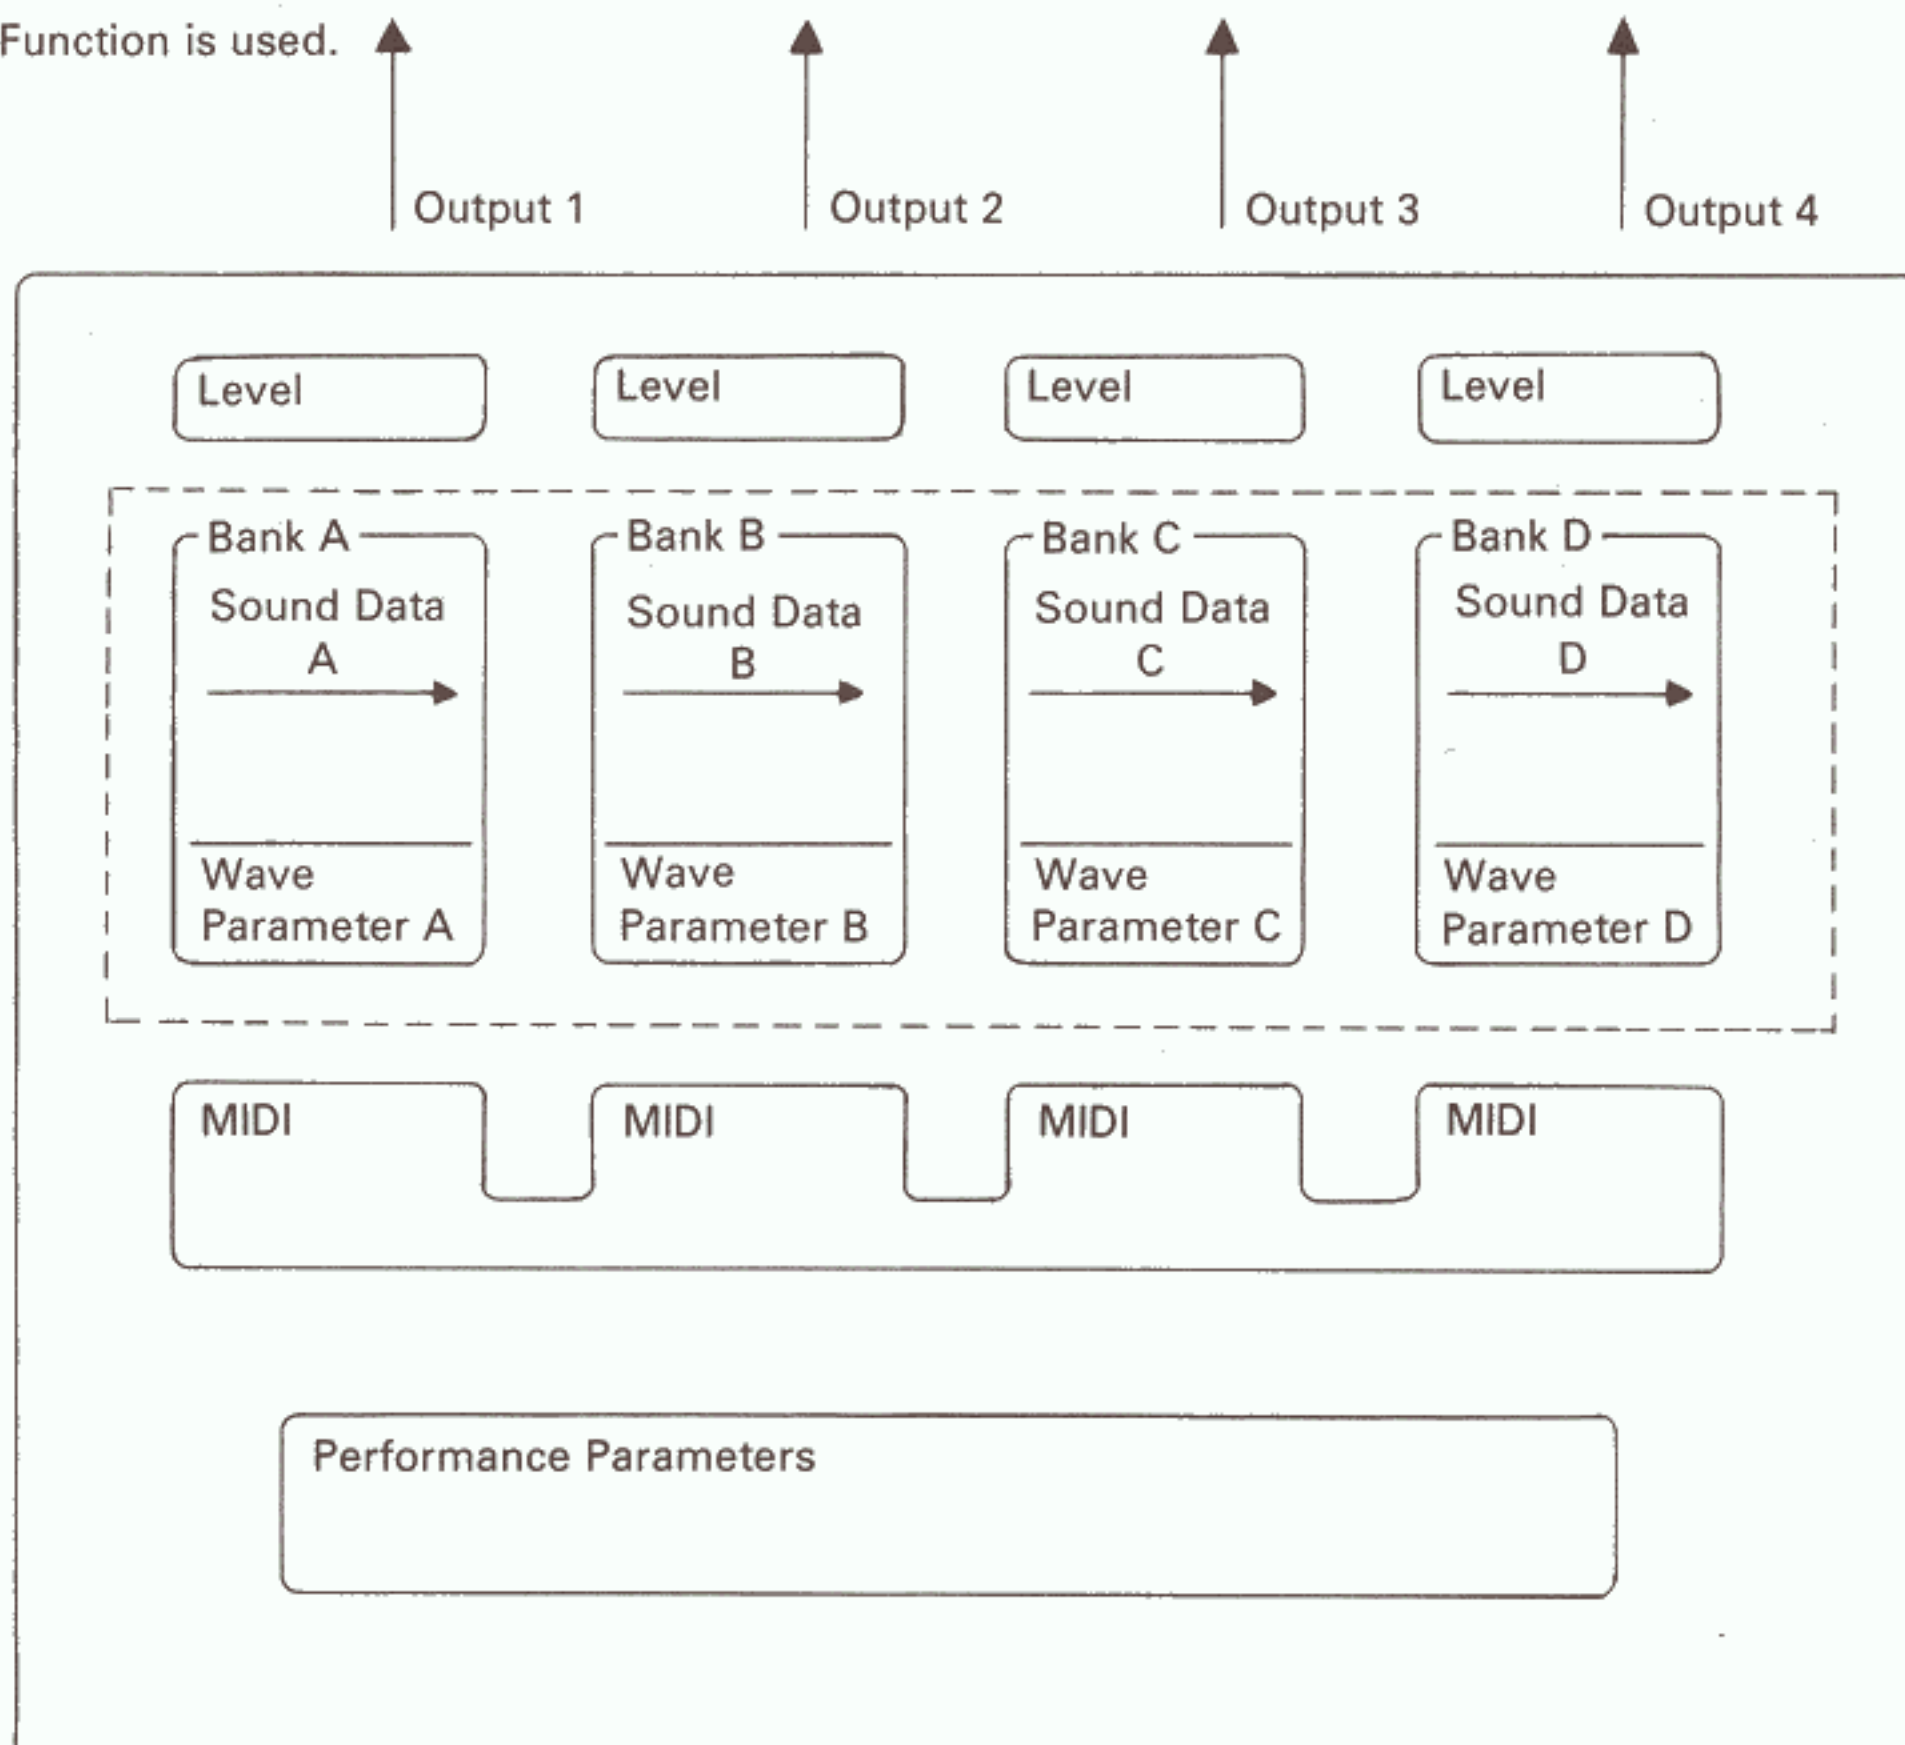 Function is used.
Output 1
Output 2
Output 3
Output 4
Level
Level
Level
Level
Bank A
Sound Data
A
Wave
Parameter A
Bank B
Sound Data
B
Wave
Parameter B
Bank C
Sound Data
C
Wave
Parameter C
Bank D
Sound Data
D
Wave
Parameter D
MIDI
MIDI
MIDI
MIDI
Performance Parameters